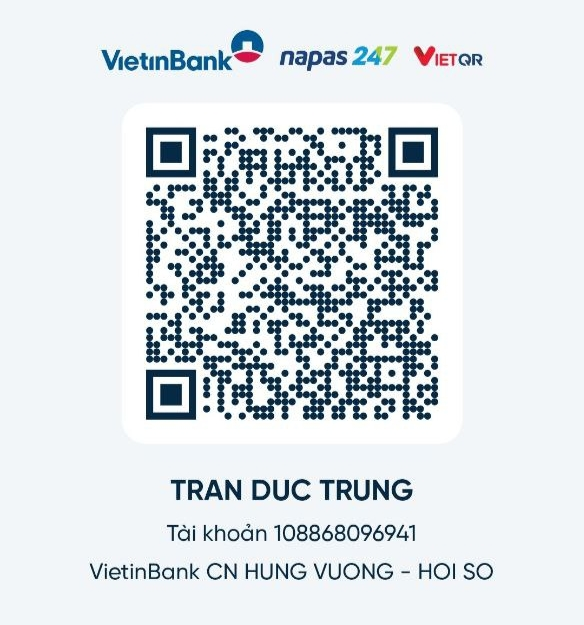 VietinBank napas 247 VIETQR
TRAN DUC TRUNG
Tài khoản 108868096941
VietinBank CN HUNG VUONG - HOI SO